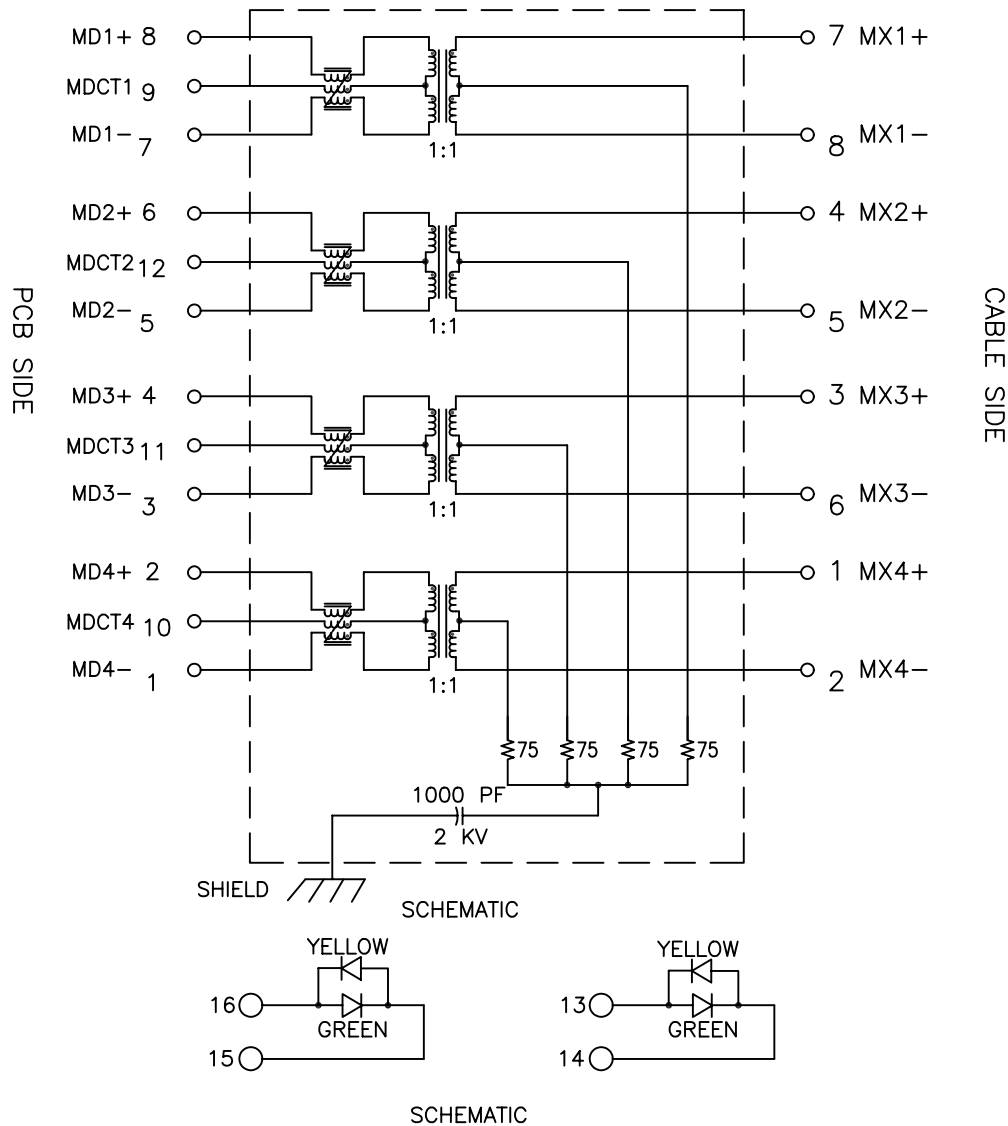 MD1+ 8
7 MX1+
MDCT1 9
MD1- 7
8 MX1-
1:1
MD2+ 6
4 MX2+
MDCT2 12
MD2- 5
5 MX2-
1:1
PCB SIDE
CABLE SIDE
MD3+ 4
3 MX3+
MDCT3 11
MD3- 3
6 MX3-
1:1
MD4+ 2
1 MX4+
MDCT4 10
MD4- 1
2 MX4-
1:1
75 75 75 75
1000 PF
2 KV
SHIELD
SCHEMATIC
YELLOW
16
GREEN
15
YELLOW
13
GREEN
14
SCHEMATIC